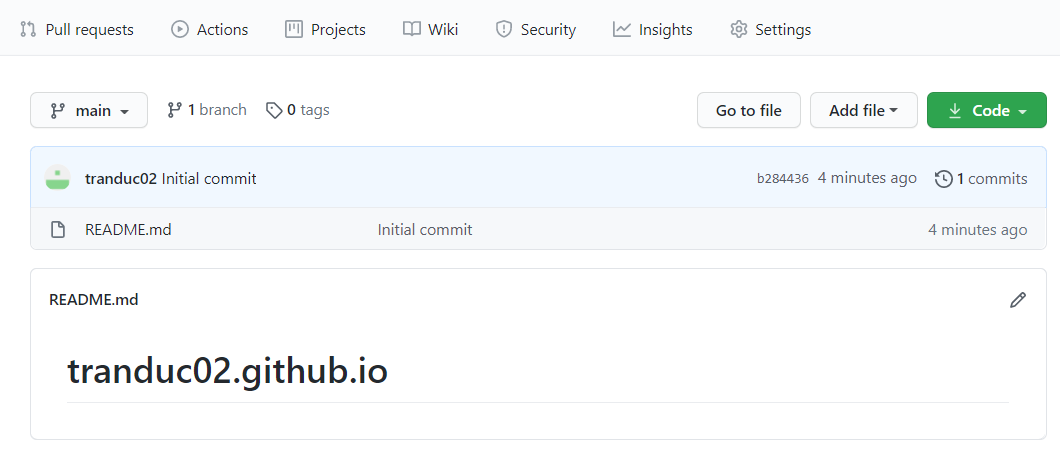 Pull requests Actions Projects Wiki Security Insights Settings
main 1 branch 0 tags Go to file Add file Code
tranduc02 Initial commit b284436 4 minutes ago 1 commits
README.md Initial commit 4 minutes ago
README.md
tranduc02.github.io